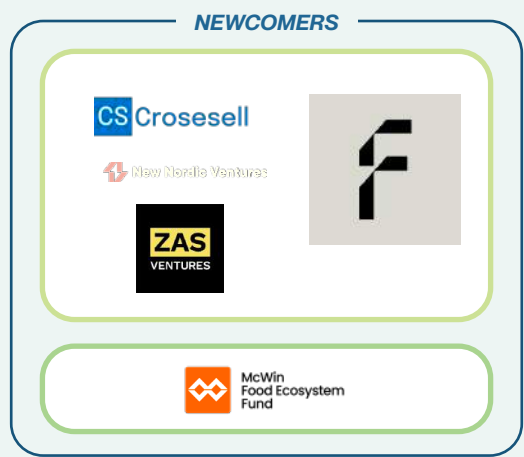 NEWCOMERS
CS Crosesell
New Nordic Ventures
F
ZAS
VENTURES
McWin
Food Ecosystem
Fund